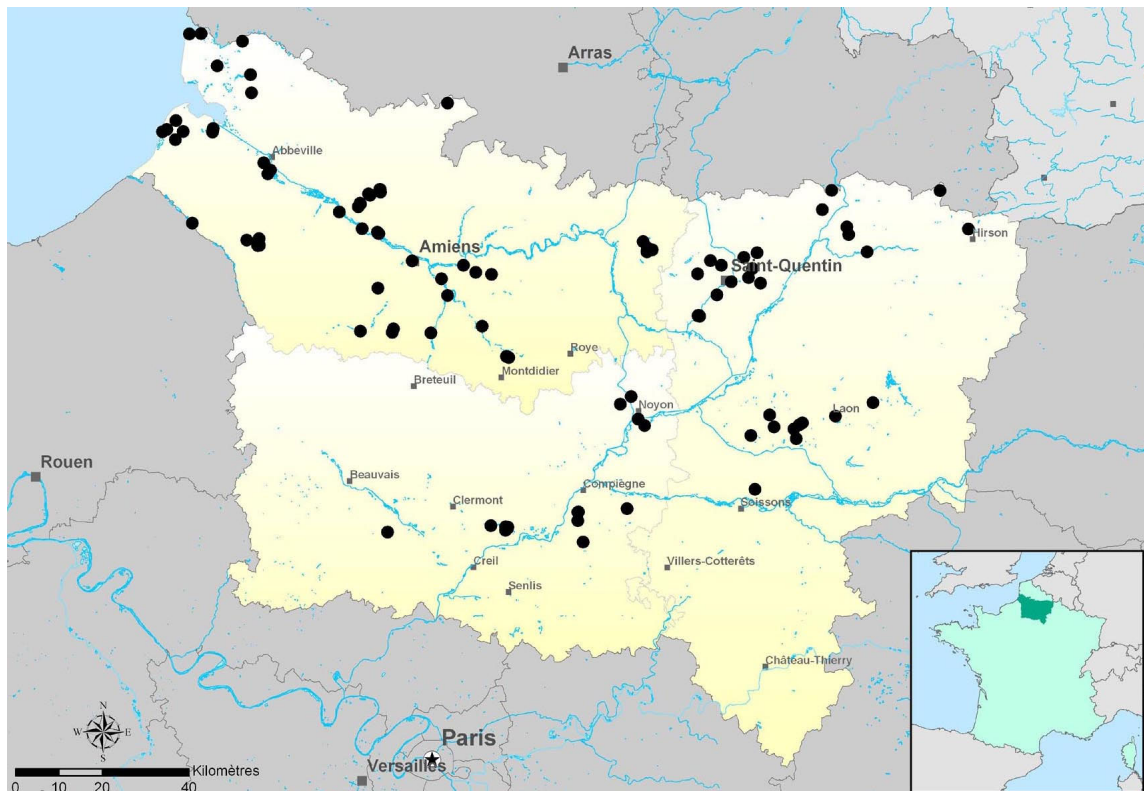 Arras
Abbeville
Hirson
Amiens
Saint-Quentin
Roye
Montdidier
Breteuil
Noyon
Laon
Rouen
Beauvais
Compiègne
Clermont
Soissons
Creil
Villers-Cotterêts
Senlis
Château-Thierry
N
W E
S
Paris
Versailles
Kilomètres
0 10 20 40